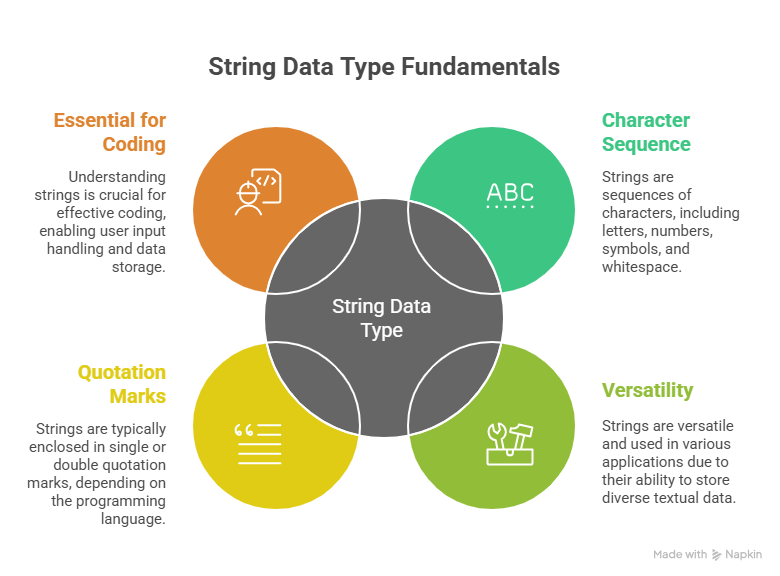 String Data Type Fundamentals
Essential for
Coding
Understanding
strings is crucial for
effective coding,
enabling user input
handling and data
storage.
Character
Sequence
Strings are
sequences of
characters, including
letters, numbers,
symbols, and
whitespace.
ABC
String Data
Type
Quotation
Marks
Strings are typically
enclosed in single or
double quotation
marks, depending on
the programming
language.
Versatility
Strings are versatile
and used in various
applications due to
their ability to store
diverse textual data.
Made with Napkin